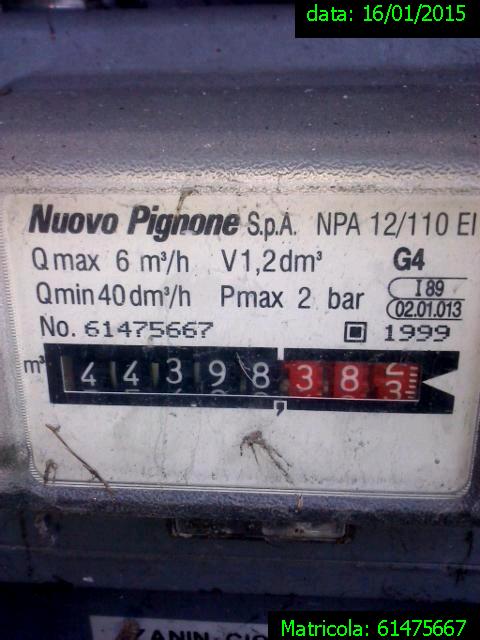 data: 16/01/2015
Nuovo Pignone S.p.A. NPA 12/110 El
Qmax 6 m³/h V1,2dm³ G4
I 89
Qmin 40 dm³/h Pmax 2 bar
02.01.013
No. 61475667 1999
m³ 4 4 3 9 8 , 3 8
Matricola: 61475667